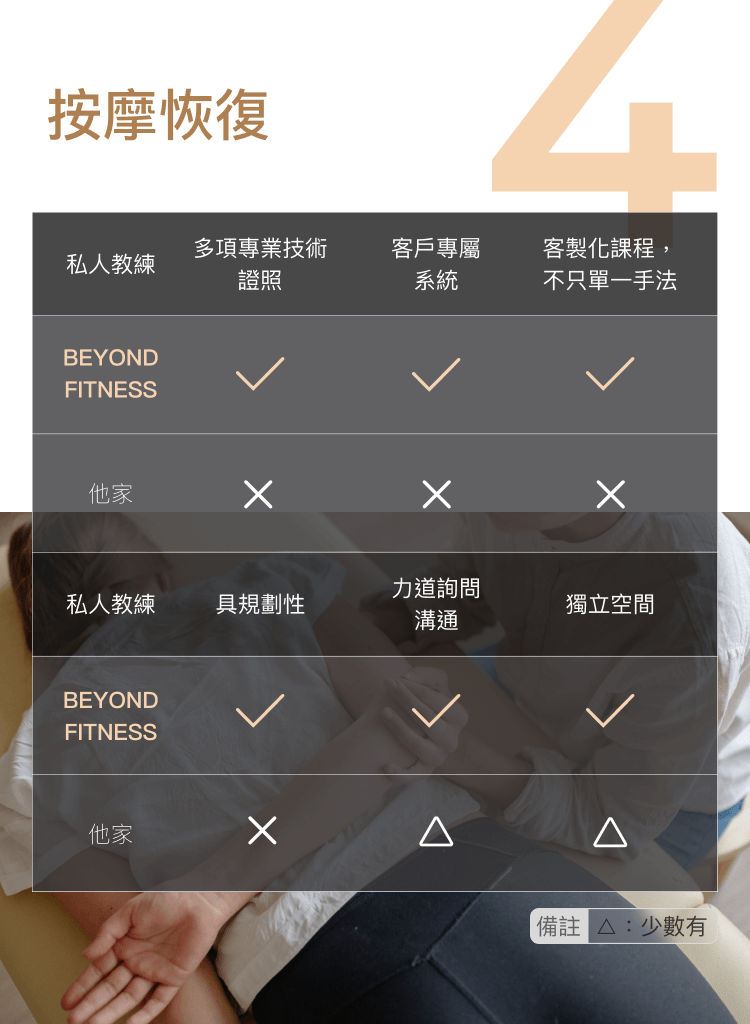 4
按摩恢復
私人教練 多項專業技術證照 客戶專屬系統 客製化課程，不只單一手法
BEYOND FITNESS ✓ ✓ ✓
他家 ✕ ✕ ✕
私人教練 具規劃性 力道詢問溝通 獨立空間
BEYOND FITNESS ✓ ✓ ✓
他家 ✕ △ △
備註 △：少數有